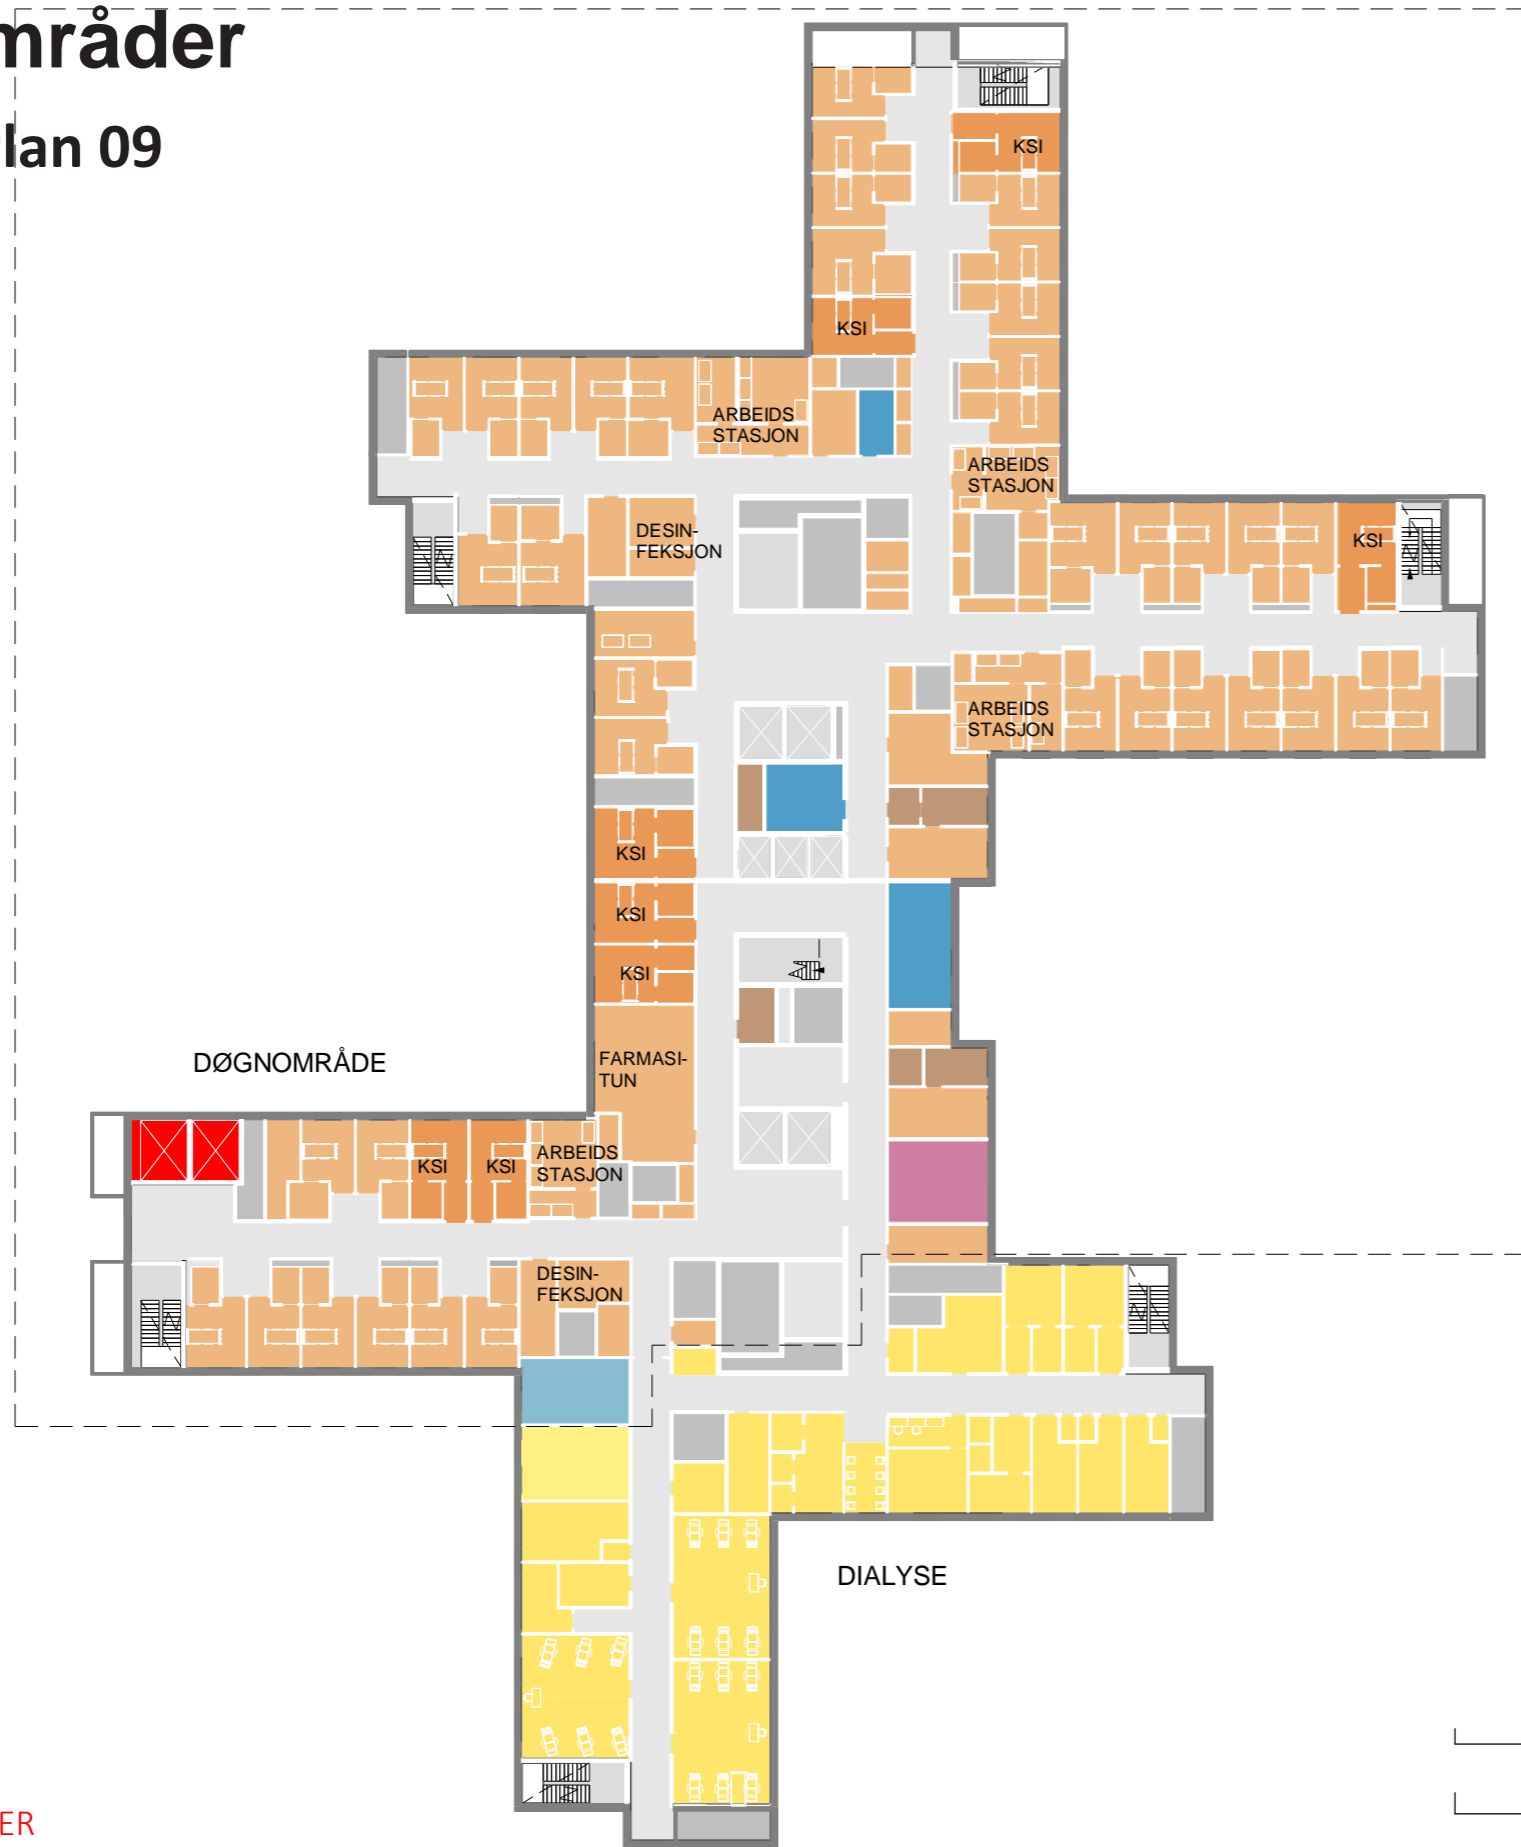 mråder
lan 09
KSI
KSI
ARBEIDS
STASJON
ARBEIDS
STASJON
DESIN-
FEKSJON
KSI
ARBEIDS
STASJON
KSI
KSI
KSI
FARMASI-
TUN
DØGNOMRÅDE
ARBEIDS
STASJON
KSI
KSI
DESIN-
FEKSJON
DIALYSE
ER